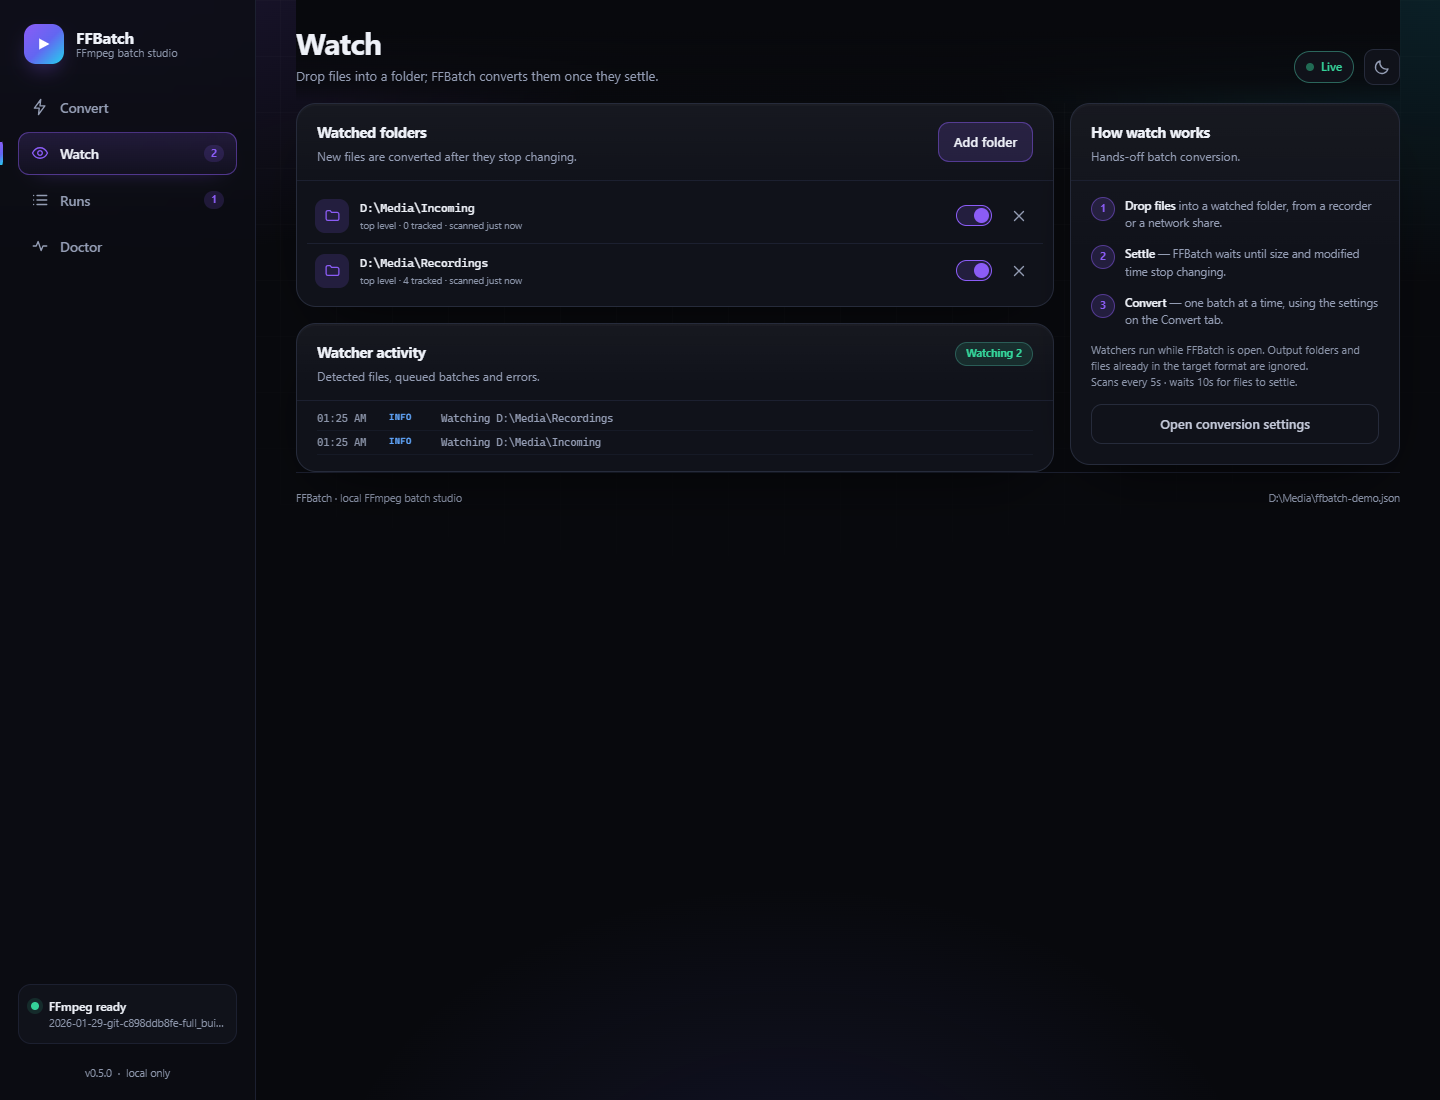 FFBatch
FFmpeg batch studio
Convert
Watch 2
Runs 1
Doctor
FFmpeg ready
2026-01-29-git-c898ddb8fe-full_bui...
v0.5.0 · local only
Watch
Drop files into a folder; FFBatch converts them once they settle.
Live
Watched folders
New files are converted after they stop changing.
Add folder
D:\Media\Incoming
top level · 0 tracked · scanned just now
D:\Media\Recordings
top level · 4 tracked · scanned just now
Watcher activity
Detected files, queued batches and errors.
Watching 2
01:25 AM INFO Watching D:\Media\Recordings
01:25 AM INFO Watching D:\Media\Incoming
How watch works
Hands-off batch conversion.
1 Drop files into a watched folder, from a recorder
or a network share.
2 Settle — FFBatch waits until size and modified
time stop changing.
3 Convert — one batch at a time, using the settings
on the Convert tab.
Watchers run while FFBatch is open. Output folders and
files already in the target format are ignored.
Scans every 5s · waits 10s for files to settle.
Open conversion settings
FFBatch · local FFmpeg batch studio
D:\Media\ffbatch-demo.json